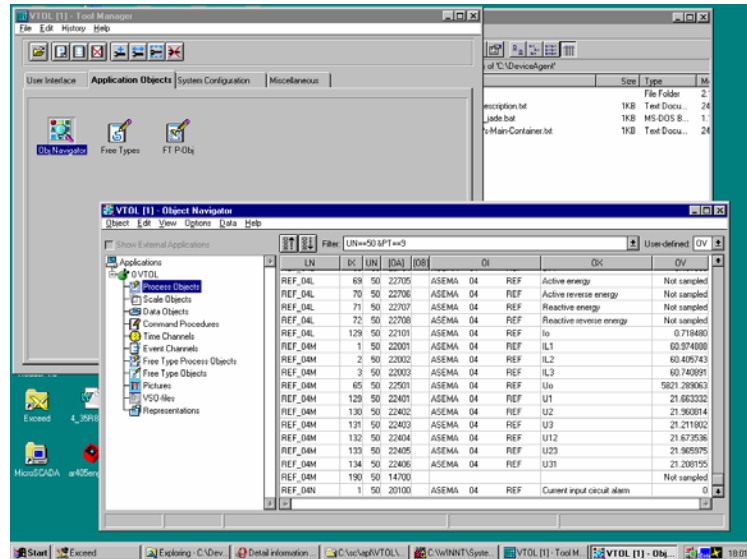 VTOL [1] - Tool Manager
File Edit History Help
User Interface Application Objects System Configuration Miscellaneous
Obj Navigator Free Types FT P-Obj
of 'C:\DeviceAgent'
Size Type
File Folder
escription.txt 1KB Text Docu...
_jade.bat 1KB MS-DOS B...
s-Main-Container.txt 1KB Text Docu...
VTOL [1] - Object Navigator
Object Edit View Options Data Help
Show External Applications Filter: UN==50 &PT==9 User-defined: OV
Applications
0 VTOL
Process Objects
Scale Objects
Data Objects
Command Procedures
Time Channels
Event Channels
Free Type Process Objects
Free Type Objects
Pictures
VSO-files
Representations
LN IX UN [OA] [OB] OI OX OV
REF_04L 69 50 22705 ASEMA 04 REF Active energy Not sampled
REF_04L 70 50 22706 ASEMA 04 REF Active reverse energy Not sampled
REF_04L 71 50 22707 ASEMA 04 REF Reactive energy Not sampled
REF_04L 72 50 22708 ASEMA 04 REF Reactive reverse energy Not sampled
REF_04L 129 50 22101 ASEMA 04 REF Io 0.718480
REF_04M 1 50 22001 ASEMA 04 REF IL1 60.974880
REF_04M 2 50 22002 ASEMA 04 REF IL2 60.405743
REF_04M 3 50 22003 ASEMA 04 REF IL3 60.740891
REF_04M 65 50 22501 ASEMA 04 REF Uo 5821.289063
REF_04M 129 50 22401 ASEMA 04 REF U1 21.663332
REF_04M 130 50 22402 ASEMA 04 REF U2 21.960814
REF_04M 131 50 22403 ASEMA 04 REF U3 21.211802
REF_04M 132 50 22404 ASEMA 04 REF U12 21.673536
REF_04M 133 50 22405 ASEMA 04 REF U23 21.965975
REF_04M 134 50 22406 ASEMA 04 REF U31 21.208155
REF_04M 190 50 14700 Not sampled
REF_04N 1 50 20100 ASEMA 04 REF Current input circuit alarm 0
Exceed 4_35R8
MicroSCADA ar405eng
Start Exceed Exploring - C:\Dev... Detail information... C:\sc\apl\VTOL\... C:\WINNT\Syste... VTOL [1] - Tool M... VTOL [1] - Obj... 18:01